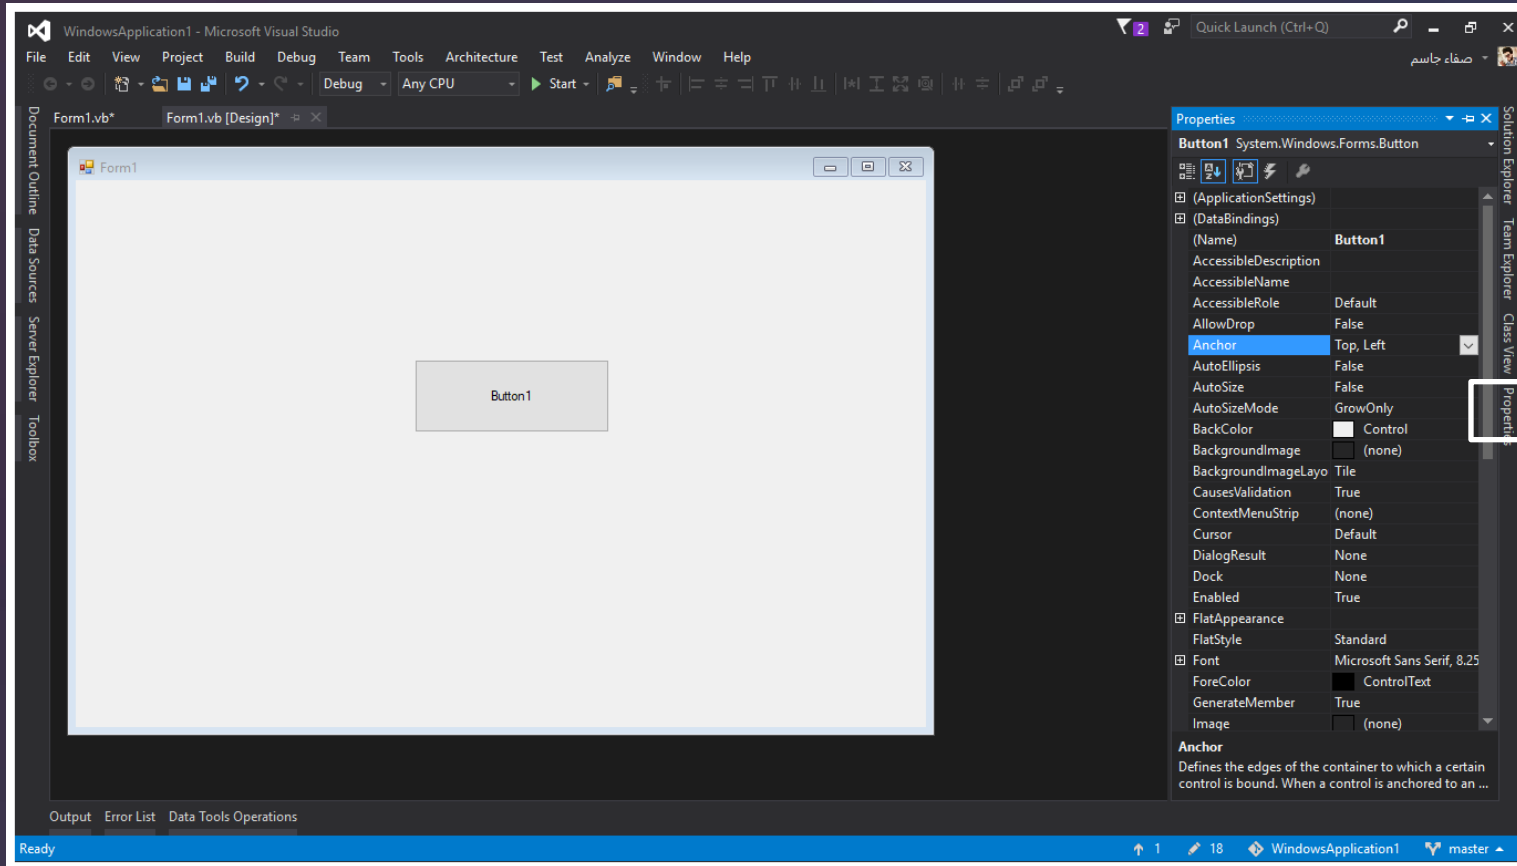 WindowsApplication1 - Microsoft Visual Studio
2
Quick Launch (Ctrl+Q)
File Edit View Project Build Debug Team Tools Architecture Test Analyze Window Help
صفاء جاسم
Debug Any CPU Start
Document Outline
Data Sources
Server Explorer
Toolbox
Form1.vb* Form1.vb [Design]*
Form1
Button1
Properties
Button1 System.Windows.Forms.Button
(ApplicationSettings)
(DataBindings)
(Name) Button1
AccessibleDescription
AccessibleName
AccessibleRole Default
AllowDrop False
Anchor Top, Left
AutoEllipsis False
AutoSize False
AutoSizeMode GrowOnly
BackColor Control
BackgroundImage (none)
BackgroundImageLayo Tile
CausesValidation True
ContextMenuStrip (none)
Cursor Default
DialogResult None
Dock None
Enabled True
FlatAppearance
FlatStyle Standard
Font Microsoft Sans Serif, 8.25
ForeColor ControlText
GenerateMember True
Image (none)
Anchor
Defines the edges of the container to which a certain
control is bound. When a control is anchored to an ...
Solution Explorer
Team Explorer
Class View
Properties
Output Error List Data Tools Operations
Ready 1 18 WindowsApplication1 master